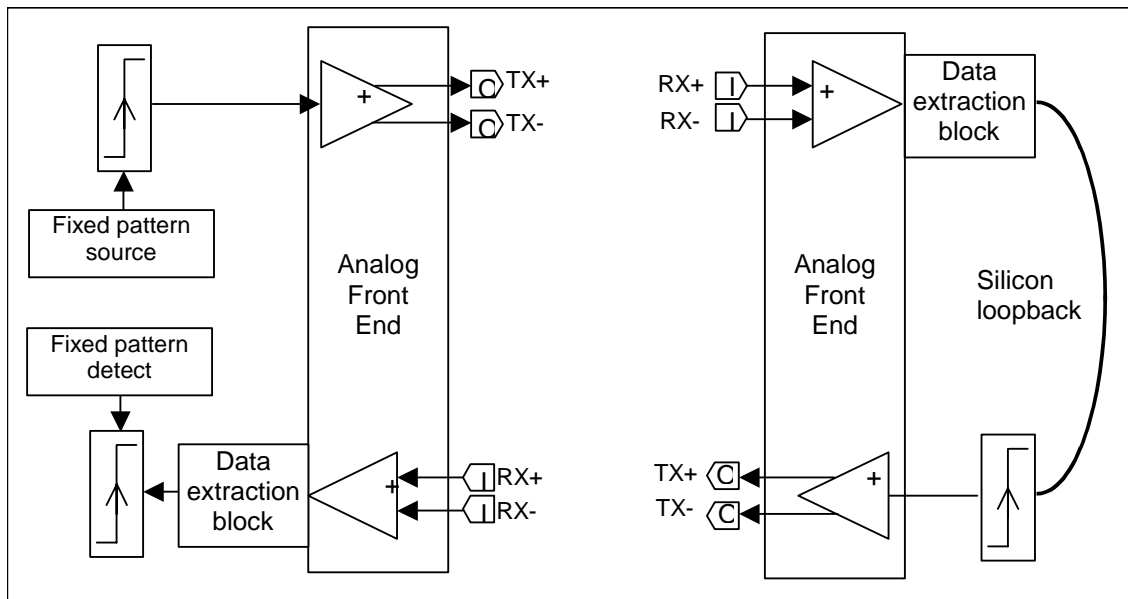 +
C TX+
C TX-
Fixed pattern
source
Analog
Front
End
Fixed pattern
detect
Data
extraction
block
+
I RX+
I RX-
RX+ I
RX- I
+
Data
extraction
block
Analog
Front
End
Silicon
loopback
TX+ C
TX- C
+